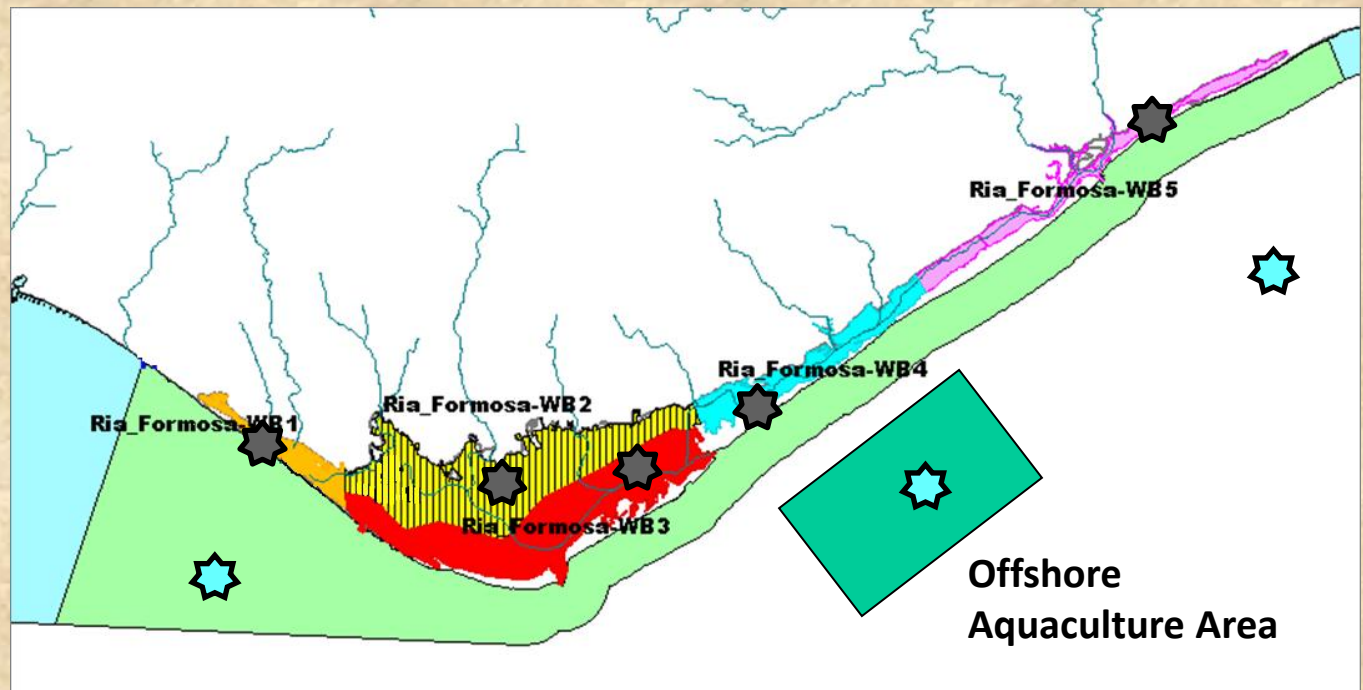 Ria_Formosa-WB5
Ria_Formosa-WB4
Ria_Formosa-WB2
Ria_Formosa-WB1
Ria_Formosa-WB3
Offshore
Aquaculture Area